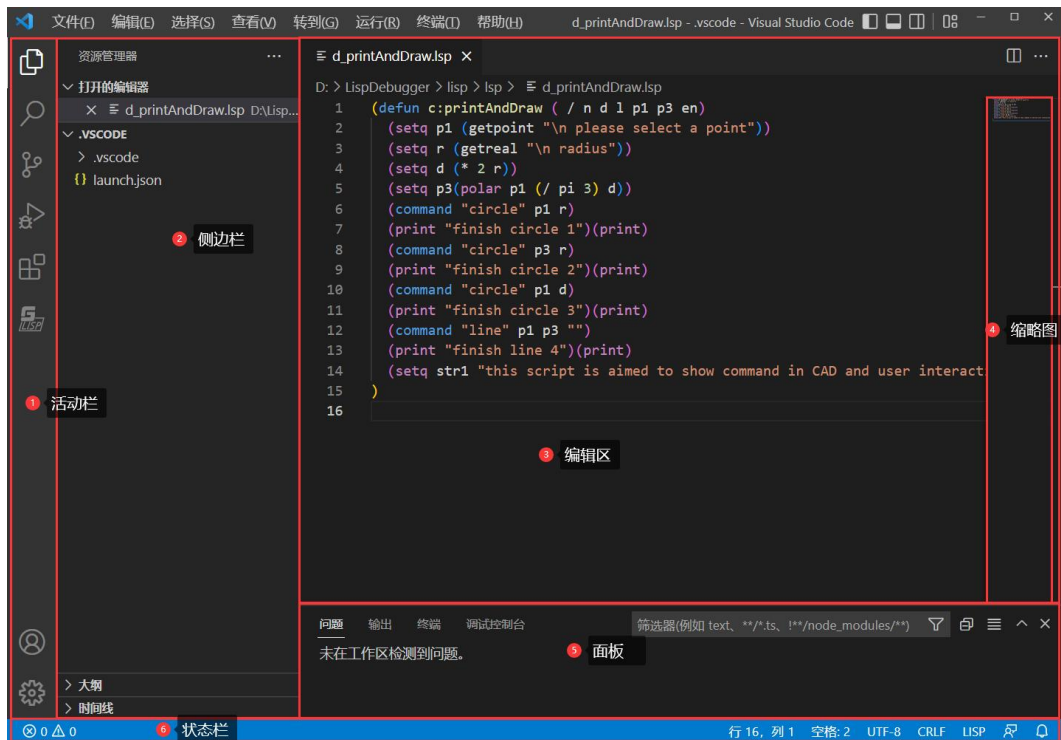 文件(F) 编辑(E) 选择(S) 查看(V) 转到(G) 运行(R) 终端(T) 帮助(H) d_printAndDraw.lsp - .vscode - Visual Studio Code
资源管理器 ···
打开的编辑器
d_printAndDraw.lsp D:\Lisp...
.VSCODE
.vscode
{} launch.json
② 侧边栏
GLISP
① 活动栏
大纲
时间线
d_printAndDraw.lsp ×
D: > LispDebugger > lisp > lsp > d_printAndDraw.lsp
1 (defun c:printAndDraw ( / n d l p1 p3 en)
2 (setq p1 (getpoint "\n please select a point"))
3 (setq r (getreal "\n radius"))
4 (setq d (* 2 r))
5 (setq p3(polar p1 (/ pi 3) d))
6 (command "circle" p1 r)
7 (print "finish circle 1")(print)
8 (command "circle" p3 r)
9 (print "finish circle 2")(print)
10 (command "circle" p1 d)
11 (print "finish circle 3")(print)
12 (command "line" p1 p3 "")
13 (print "finish line 4")(print)
14 (setq str1 "this script is aimed to show command in CAD and user interact
15 )
16
③ 编辑区
④ 缩略图
问题 输出 终端 调试控制台 筛选器(例如 text、**/*.ts、!**/node_modules/**)
未在工作区检测到问题。
⑤ 面板
0 0 ⑥ 状态栏 行 16，列 1 空格: 2 UTF-8 CRLF LISP